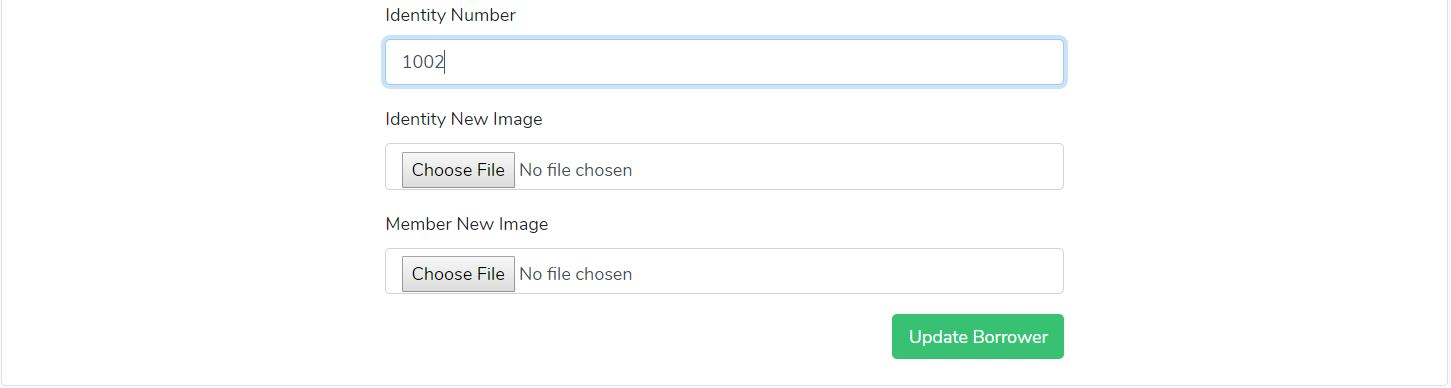 Identity Number
1002
Identity New Image
Choose File No file chosen
Member New Image
Choose File No file chosen
Update Borrower